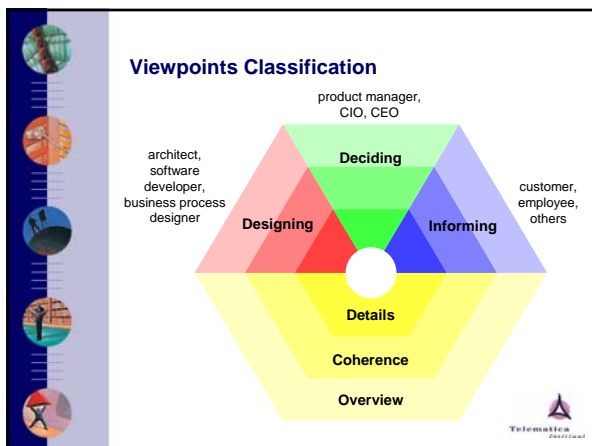 Viewpoints Classification
product manager,
CIO, CEO
architect,
software
developer,
business process
designer
Deciding
customer,
employee,
others
Designing
Informing
Details
Coherence
Overview
Telematica
Instituut